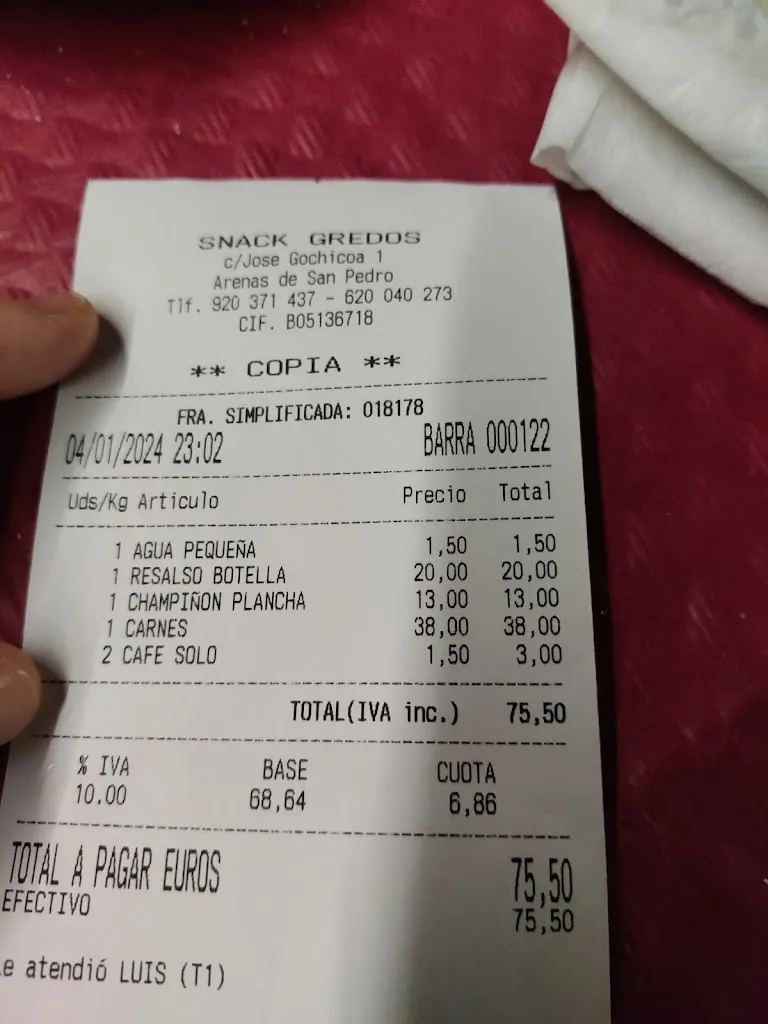 SNACK GREDOS
c/Jose Gochicoa 1
Arenas de San Pedro
Tlf. 920 371 437 - 620 040 273
CIF. B05136718
** COPIA **
FRA. SIMPLIFICADA: 018178
04/01/2024 23:02 BARRA 000122
Uds/Kg Articulo Precio Total
1 AGUA PEQUEÑA 1,50 1,50
1 RESALSO BOTELLA 20,00 20,00
1 CHAMPIÑON PLANCHA 13,00 13,00
1 CARNES 38,00 38,00
2 CAFE SOLO 1,50 3,00
TOTAL(IVA inc.) 75,50
% IVA BASE CUOTA
10.00 68,64 6,86
TOTAL A PAGAR EUROS 75,50
EFECTIVO 75,50
e atendió LUIS (T1)